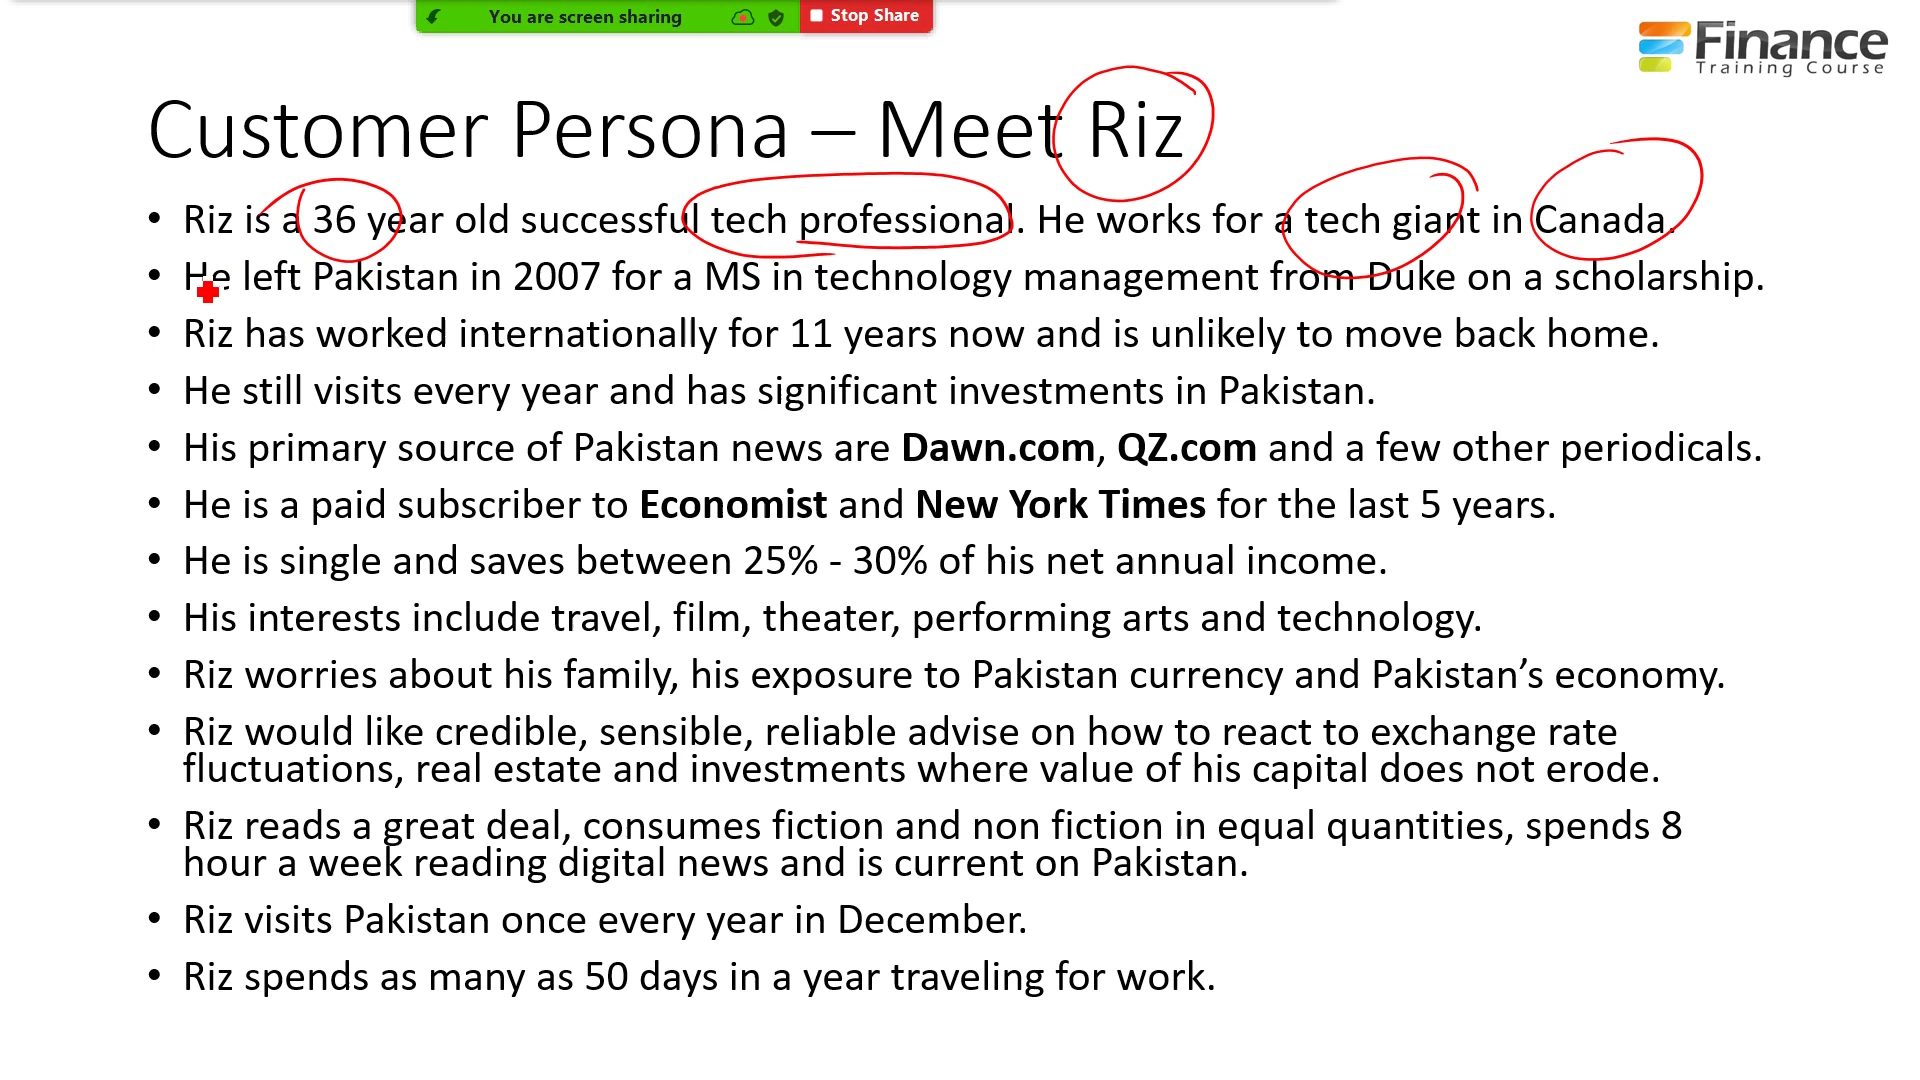 You are screen sharing
Stop Share
Finance
Training Course
Customer Persona – Meet Riz
• Riz is a 36 year old successful tech professional. He works for a tech giant in Canada.
• He left Pakistan in 2007 for a MS in technology management from Duke on a scholarship.
• Riz has worked internationally for 11 years now and is unlikely to move back home.
• He still visits every year and has significant investments in Pakistan.
• His primary source of Pakistan news are Dawn.com, QZ.com and a few other periodicals.
• He is a paid subscriber to Economist and New York Times for the last 5 years.
• He is single and saves between 25% - 30% of his net annual income.
• His interests include travel, film, theater, performing arts and technology.
• Riz worries about his family, his exposure to Pakistan currency and Pakistan’s economy.
• Riz would like credible, sensible, reliable advise on how to react to exchange rate
fluctuations, real estate and investments where value of his capital does not erode.
• Riz reads a great deal, consumes fiction and non fiction in equal quantities, spends 8
hour a week reading digital news and is current on Pakistan.
• Riz visits Pakistan once every year in December.
• Riz spends as many as 50 days in a year traveling for work.